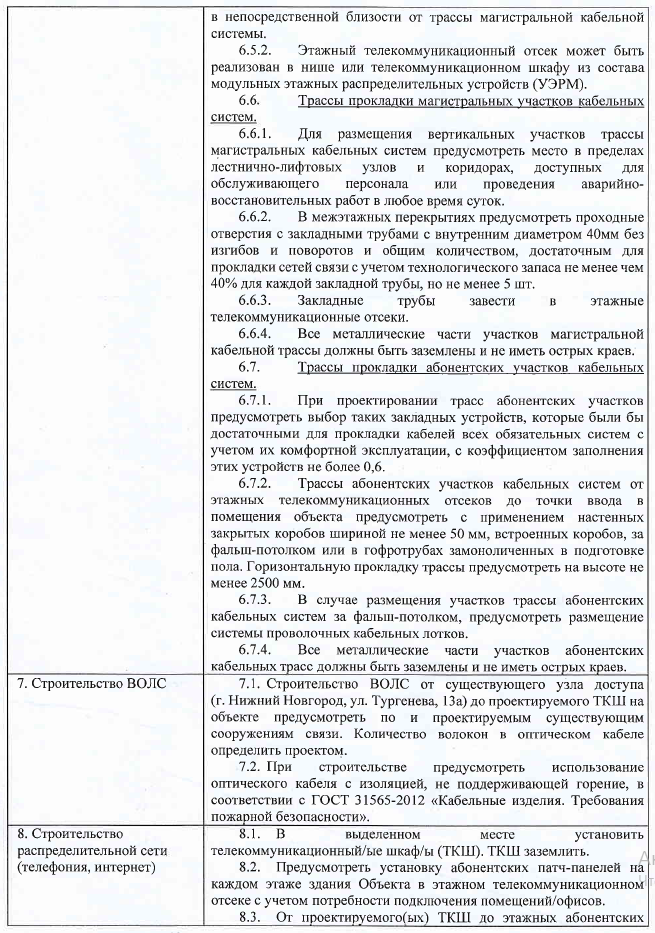 в непосредственной близости от трассы магистральной кабельной
системы.
6.5.2. Этажный телекоммуникационный отсек может быть
реализован в нише или телекоммуникационном шкафу из состава
модульных этажных распределительных устройств (УЭРМ).
6.6. Трассы прокладки магистральных участков кабельных
систем.
6.6.1. Для размещения вертикальных участков трассы
магистральных кабельных систем предусмотреть место в пределах
лестнично-лифтовых узлов и коридорах, доступных для
обслуживающего персонала или проведения аварийно-
восстановительных работ в любое время суток.
6.6.2. В межэтажных перекрытиях предусмотреть проходные
отверстия с закладными трубами с внутренним диаметром 40мм без
изгибов и поворотов и общим количеством, достаточным для
прокладки сетей связи с учетом технологического запаса не менее чем
40% для каждой закладной трубы, но не менее 5 шт.
6.6.3. Закладные трубы завести в этажные
телекоммуникационные отсеки.
6.6.4. Все металлические части участков магистральной
кабельной трассы должны быть заземлены и не иметь острых краев.
6.7. Трассы прокладки абонентских участков кабельных
систем.
6.7.1. При проектировании трасс абонентских участков
предусмотреть выбор таких закладных устройств, которые были бы
достаточными для прокладки кабелей всех обязательных систем с
учетом их комфортной эксплуатации, с коэффициентом заполнения
этих устройств не более 0,6.
6.7.2. Трассы абонентских участков кабельных систем от
этажных телекоммуникационных отсеков до точки ввода в
помещения объекта предусмотреть с применением настенных
закрытых коробов шириной не менее 50 мм, встроенных коробов, за
фальш-потолком или в гофротрубах замоноличенных в подготовке
пола. Горизонтальную прокладку трассы предусмотреть на высоте не
менее 2500 мм.
6.7.3. В случае размещения участков трассы абонентских
кабельных систем за фальш-потолком, предусмотреть размещение
системы проволочных кабельных лотков.
6.7.4. Все металлические части участков абонентских
кабельных трасс должны быть заземлены и не иметь острых краев.
7. Строительство ВОЛС
7.1. Строительство ВОЛС от существующего узла доступа
(г. Нижний Новгород, ул. Тургенева, 13а) до проектируемого ТКШ на
объекте предусмотреть по и проектируемым существующим
сооружениям связи. Количество волокон в оптическом кабеле
определить проектом.
7.2. При строительстве предусмотреть использование
оптического кабеля с изоляцией, не поддерживающей горение, в
соответствии с ГОСТ 31565-2012 «Кабельные изделия. Требования
пожарной безопасности».
8. Строительство
распределительной сети
(телефония, интернет)
8.1. В выделенном месте установить
телекоммуникационный/ые шкаф/ы (ТКШ). ТКШ заземлить.
8.2. Предусмотреть установку абонентских патч-панелей на
каждом этаже здания Объекта в этажном телекоммуникационном
отсеке с учетом потребности подключения помещений/офисов.
8.3. От проектируемого(ых) ТКШ до этажных абонентских